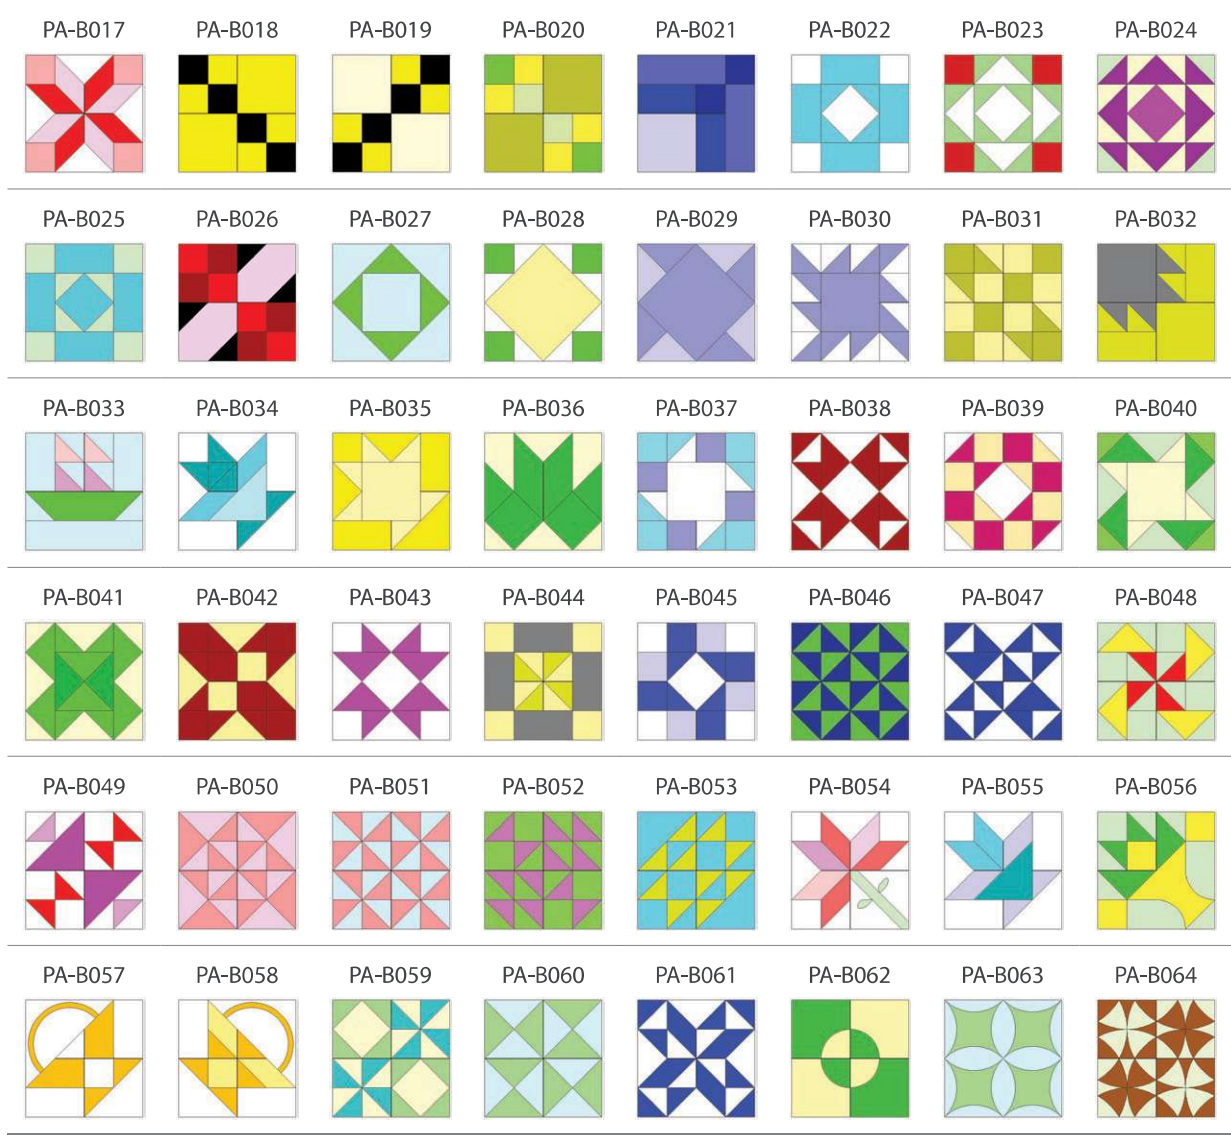 PA-B017 PA-B018 PA-B019 PA-B020 PA-B021 PA-B022 PA-B023 PA-B024
PA-B025 PA-B026 PA-B027 PA-B028 PA-B029 PA-B030 PA-B031 PA-B032
PA-B033 PA-B034 PA-B035 PA-B036 PA-B037 PA-B038 PA-B039 PA-B040
PA-B041 PA-B042 PA-B043 PA-B044 PA-B045 PA-B046 PA-B047 PA-B048
PA-B049 PA-B050 PA-B051 PA-B052 PA-B053 PA-B054 PA-B055 PA-B056
PA-B057 PA-B058 PA-B059 PA-B060 PA-B061 PA-B062 PA-B063 PA-B064